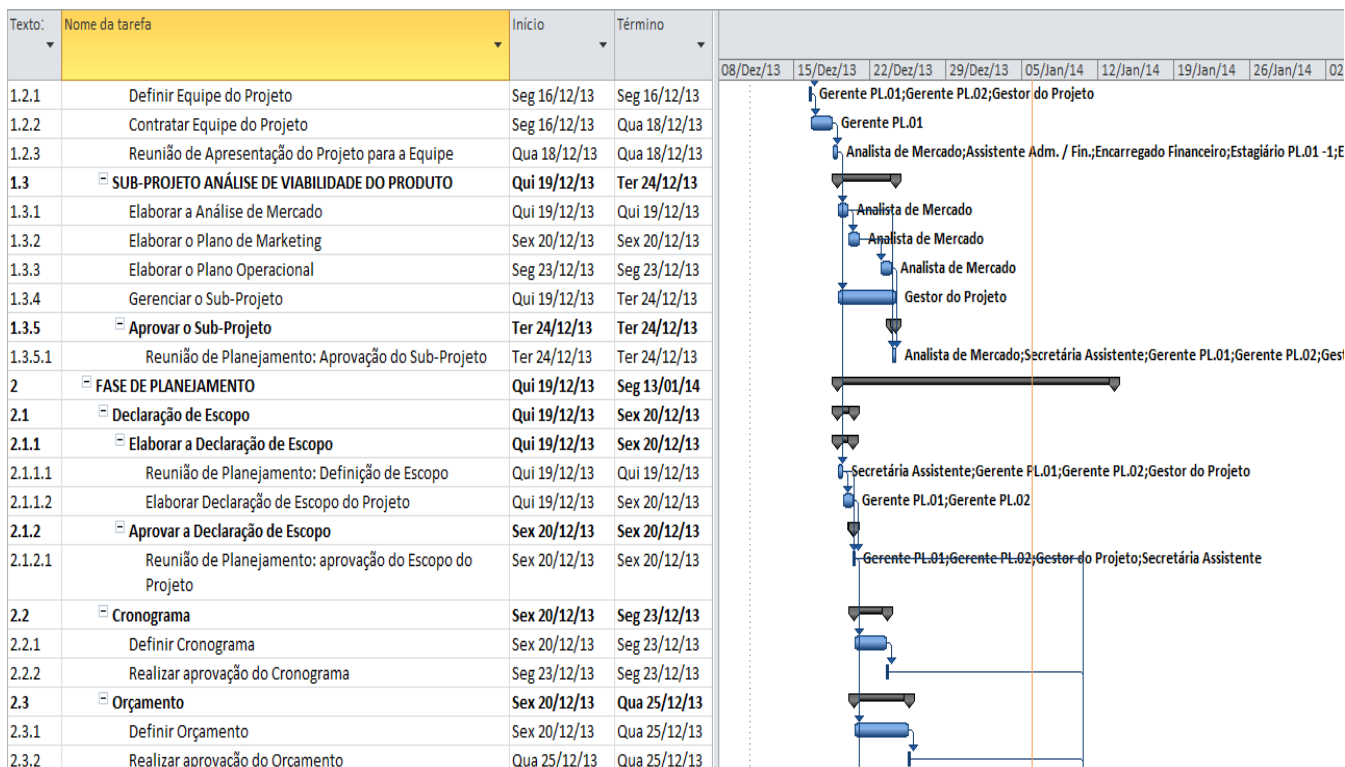 Texto: Nome da tarefa Início Término
08/Dez/13 15/Dez/13 22/Dez/13 29/Dez/13 05/Jan/14 12/Jan/14 19/Jan/14 26/Jan/14 02
1.2.1 Definir Equipe do Projeto Seg 16/12/13 Seg 16/12/13 Gerente PL.01;Gerente PL.02;Gestor do Projeto
1.2.2 Contratar Equipe do Projeto Seg 16/12/13 Qua 18/12/13 Gerente PL.01
1.2.3 Reunião de Apresentação do Projeto para a Equipe Qua 18/12/13 Qua 18/12/13 Analista de Mercado;Assistente Adm. / Fin.;Encarregado Financeiro;Estagiário PL.01 -1;E
1.3 SUB-PROJETO ANÁLISE DE VIABILIDADE DO PRODUTO Qui 19/12/13 Ter 24/12/13
1.3.1 Elaborar a Análise de Mercado Qui 19/12/13 Qui 19/12/13 Analista de Mercado
1.3.2 Elaborar o Plano de Marketing Sex 20/12/13 Sex 20/12/13 Analista de Mercado
1.3.3 Elaborar o Plano Operacional Seg 23/12/13 Seg 23/12/13 Analista de Mercado
1.3.4 Gerenciar o Sub-Projeto Qui 19/12/13 Ter 24/12/13 Gestor do Projeto
1.3.5 Aprovar o Sub-Projeto Ter 24/12/13 Ter 24/12/13
1.3.5.1 Reunião de Planejamento: Aprovação do Sub-Projeto Ter 24/12/13 Ter 24/12/13 Analista de Mercado;Secretária Assistente;Gerente PL.01;Gerente PL.02;Gest
2 FASE DE PLANEJAMENTO Qui 19/12/13 Seg 13/01/14
2.1 Declaração de Escopo Qui 19/12/13 Sex 20/12/13
2.1.1 Elaborar a Declaração de Escopo Qui 19/12/13 Sex 20/12/13
2.1.1.1 Reunião de Planejamento: Definição de Escopo Qui 19/12/13 Qui 19/12/13 Secretária Assistente;Gerente PL.01;Gerente PL.02;Gestor do Projeto
2.1.1.2 Elaborar Declaração de Escopo do Projeto Qui 19/12/13 Sex 20/12/13 Gerente PL.01;Gerente PL.02
2.1.2 Aprovar a Declaração de Escopo Sex 20/12/13 Sex 20/12/13
2.1.2.1 Reunião de Planejamento: aprovação do Escopo do Sex 20/12/13 Sex 20/12/13 Gerente PL.01;Gerente PL.02;Gestor do Projeto;Secretária Assistente
Projeto
2.2 Cronograma Sex 20/12/13 Seg 23/12/13
2.2.1 Definir Cronograma Sex 20/12/13 Seg 23/12/13
2.2.2 Realizar aprovação do Cronograma Seg 23/12/13 Seg 23/12/13
2.3 Orçamento Sex 20/12/13 Qua 25/12/13
2.3.1 Definir Orçamento Sex 20/12/13 Qua 25/12/13
2.3.2 Realizar aprovação do Orçamento Qua 25/12/13 Qua 25/12/13